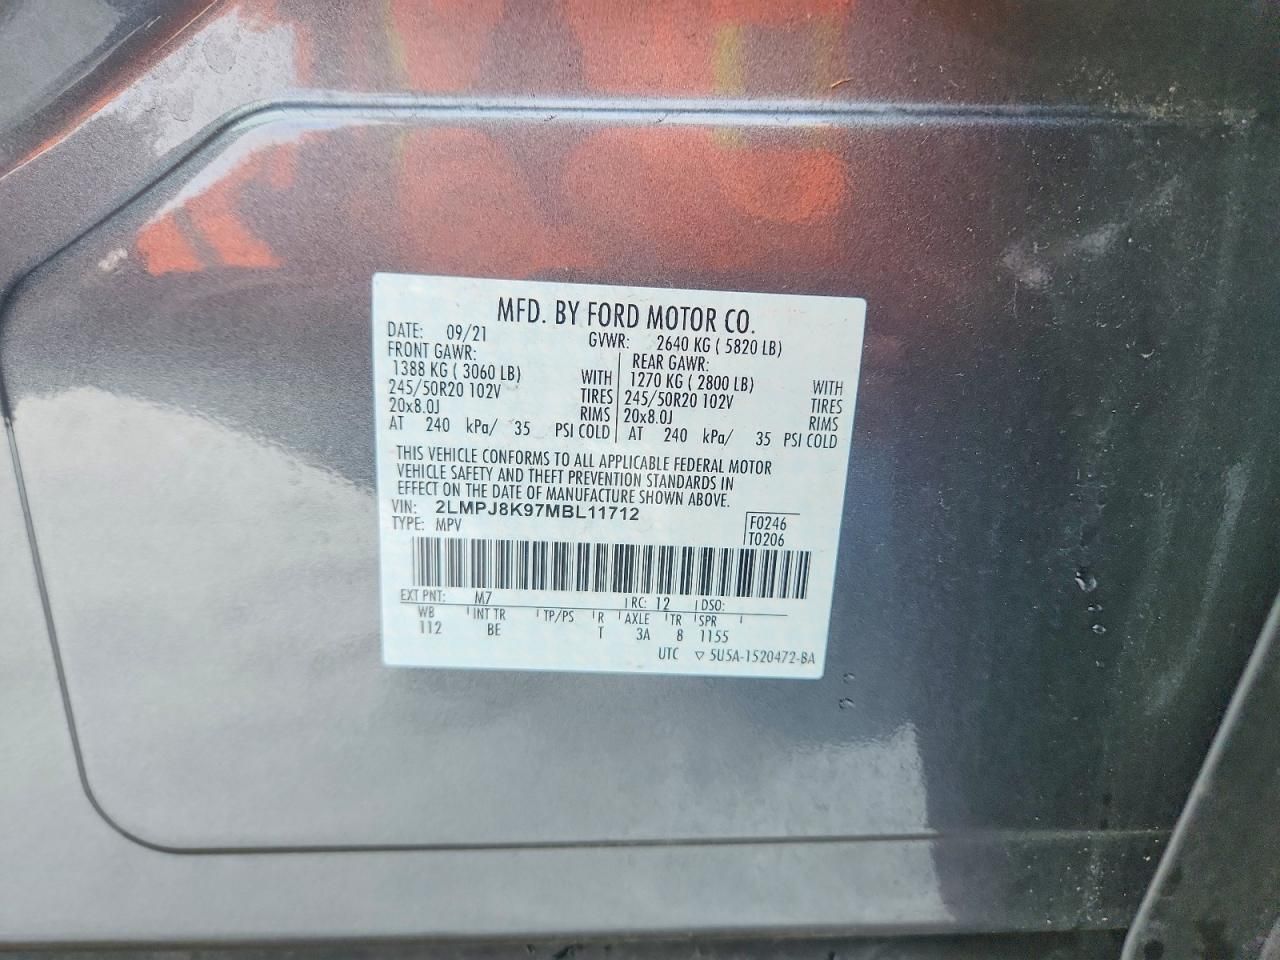 MFD. BY FORD MOTOR CO.
DATE: 09/21 GVWR: 2640 KG ( 5820 LB)
FRONT GAWR: REAR GAWR:
1388 KG ( 3060 LB) WITH 1270 KG ( 2800 LB) WITH
245/50R20 102V TIRES 245/50R20 102V TIRES
20x8.0J RIMS 20x8.0J RIMS
AT 240 kPa/ 35 PSI COLD AT 240 kPa/ 35 PSI COLD
THIS VEHICLE CONFORMS TO ALL APPLICABLE FEDERAL MOTOR
VEHICLE SAFETY AND THEFT PREVENTION STANDARDS IN
EFFECT ON THE DATE OF MANUFACTURE SHOWN ABOVE.
VIN: 2LMPJ8K97MBL11712
TYPE: MPV
F0246
T0206
EXT PNT: M7 RC: 12 DSO:
WB INT TR TP/PS R AXLE TR SPR
112 BE T 3A 8 1155
UTC ▽ 5U5A-1520472-BA